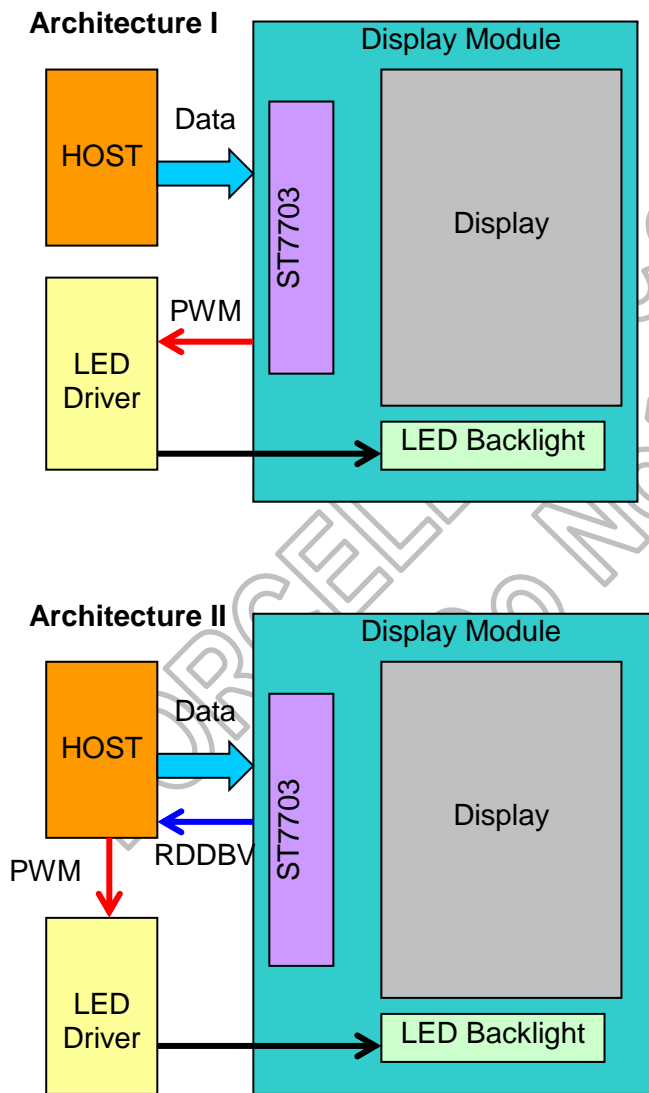 Architecture I
Display Module
HOST
Data
ST7703
Display
PWM
LED
Driver
LED Backlight
Architecture II
Display Module
HOST
Data
ST7703
Display
RDDBV
PWM
LED
Driver
LED Backlight